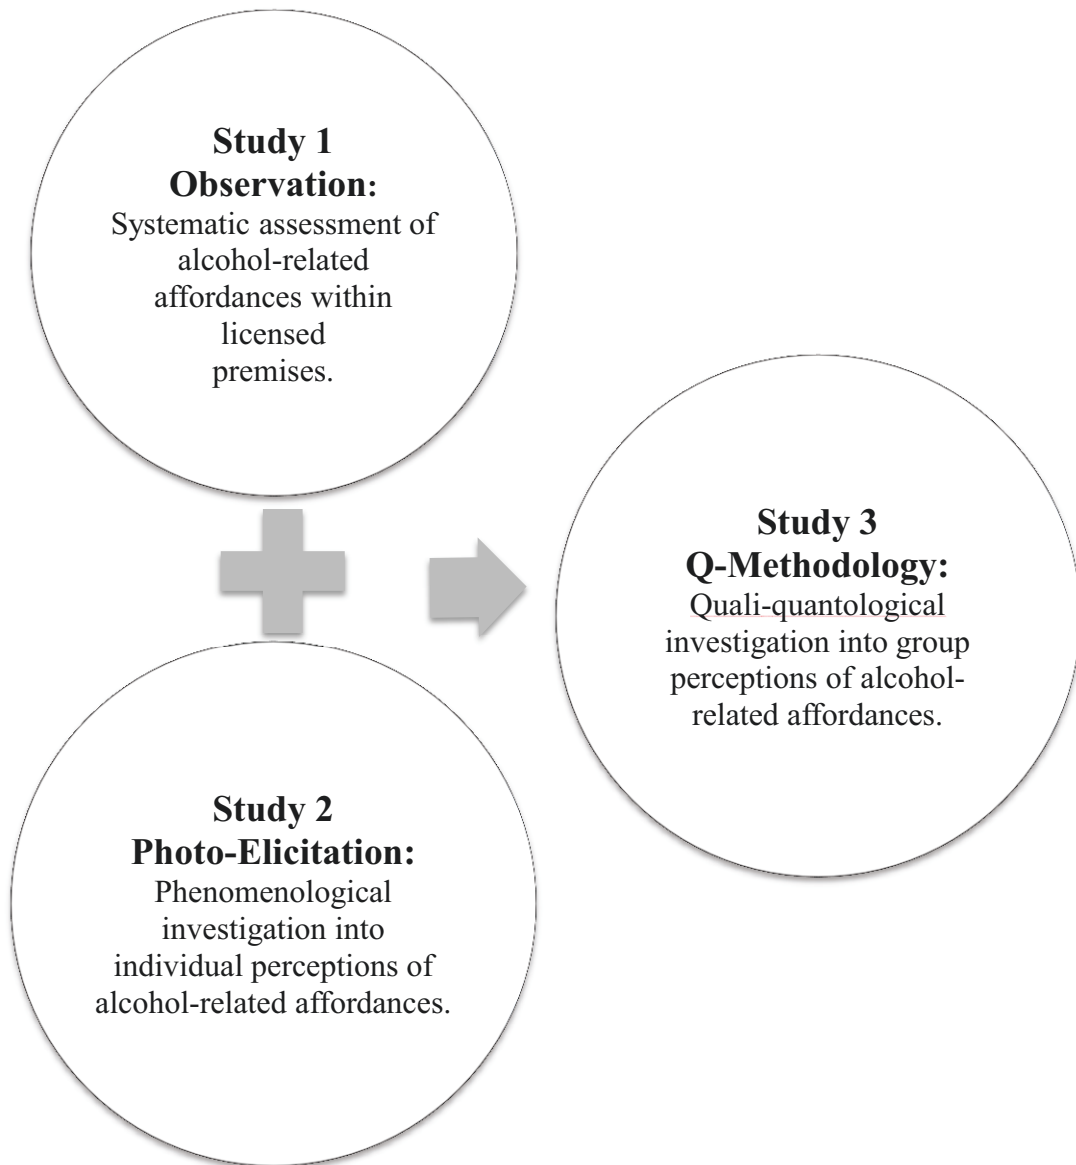 Study 1
Observation:
Systematic assessment of
alcohol-related
affordances within
licensed
premises.
Study 2
Photo-Elicitation:
Phenomenological
investigation into
individual perceptions of
alcohol-related affordances.
Study 3
Q-Methodology:
Quali-quantological
investigation into group
perceptions of alcohol-
related affordances.